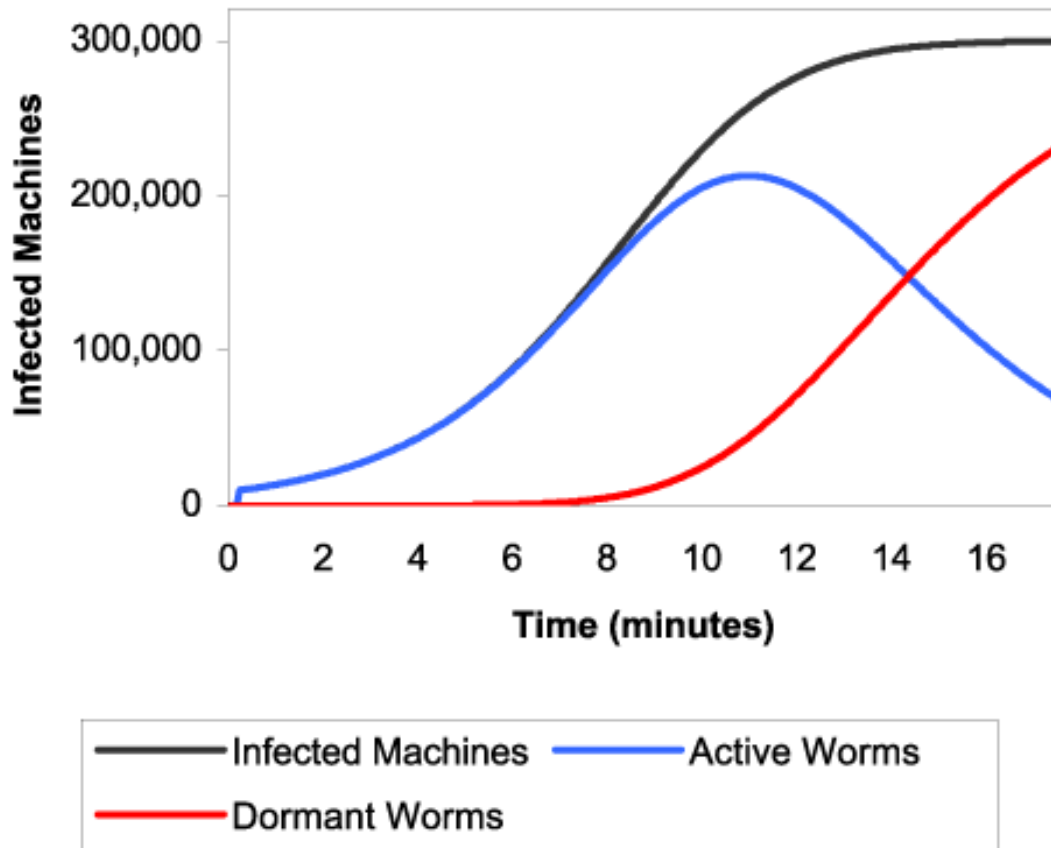 Infected Machines
300,000
200,000
100,000
0
0 2 4 6 8 10 12 14 16
Time (minutes)
Infected Machines Active Worms
Dormant Worms